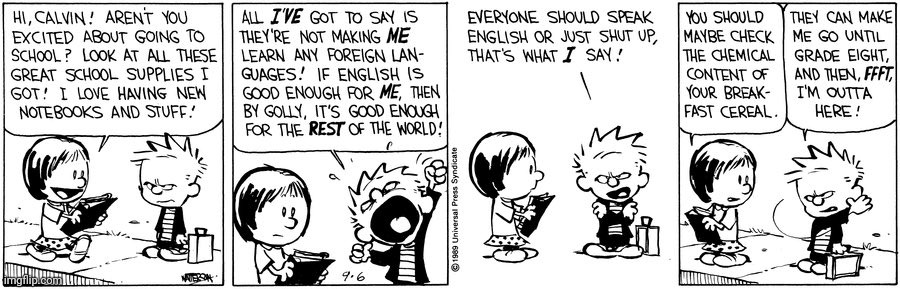 HI, CALVIN! AREN'T YOU
EXCITED ABOUT GOING TO
SCHOOL? LOOK AT ALL THESE
GREAT SCHOOL SUPPLIES I
GOT! I LOVE HAVING NEW
NOTEBOOKS AND STUFF!
WATTERSON
imgflip.com
ALL I'VE GOT TO SAY IS
THEY'RE NOT MAKING ME
LEARN ANY FOREIGN LAN-
GUAGES! IF ENGLISH IS
GOOD ENOUGH FOR ME, THEN
BY GOLLY, IT'S GOOD ENOUGH
FOR THE REST OF THE WORLD!
9-6
© 1989 Universal Press Syndicate
EVERYONE SHOULD SPEAK
ENGLISH OR JUST SHUT UP,
THAT'S WHAT I SAY!
YOU SHOULD
MAYBE CHECK
THE CHEMICAL
CONTENT OF
YOUR BREAK-
FAST CEREAL.
THEY CAN MAKE
ME GO UNTIL
GRADE EIGHT,
AND THEN, FFFT,
I'M OUTTA
HERE!